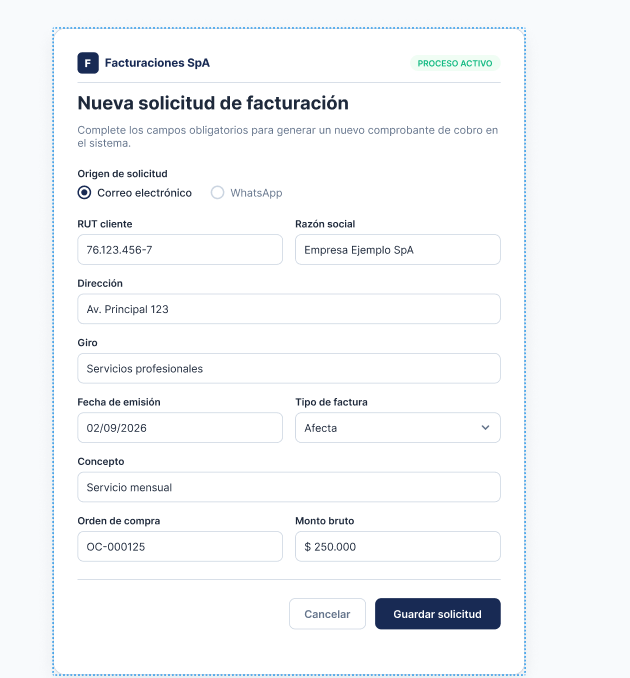 F Facturaciones SpA PROCESO ACTIVO
Nueva solicitud de facturación
Complete los campos obligatorios para generar un nuevo comprobante de cobro en
el sistema.
Origen de solicitud
Correo electrónico WhatsApp
RUT cliente Razón social
76.123.456-7 Empresa Ejemplo SpA
Dirección
Av. Principal 123
Giro
Servicios profesionales
Fecha de emisión Tipo de factura
02/09/2026 Afecta
Concepto
Servicio mensual
Orden de compra Monto bruto
OC-000125 $ 250.000
Cancelar Guardar solicitud